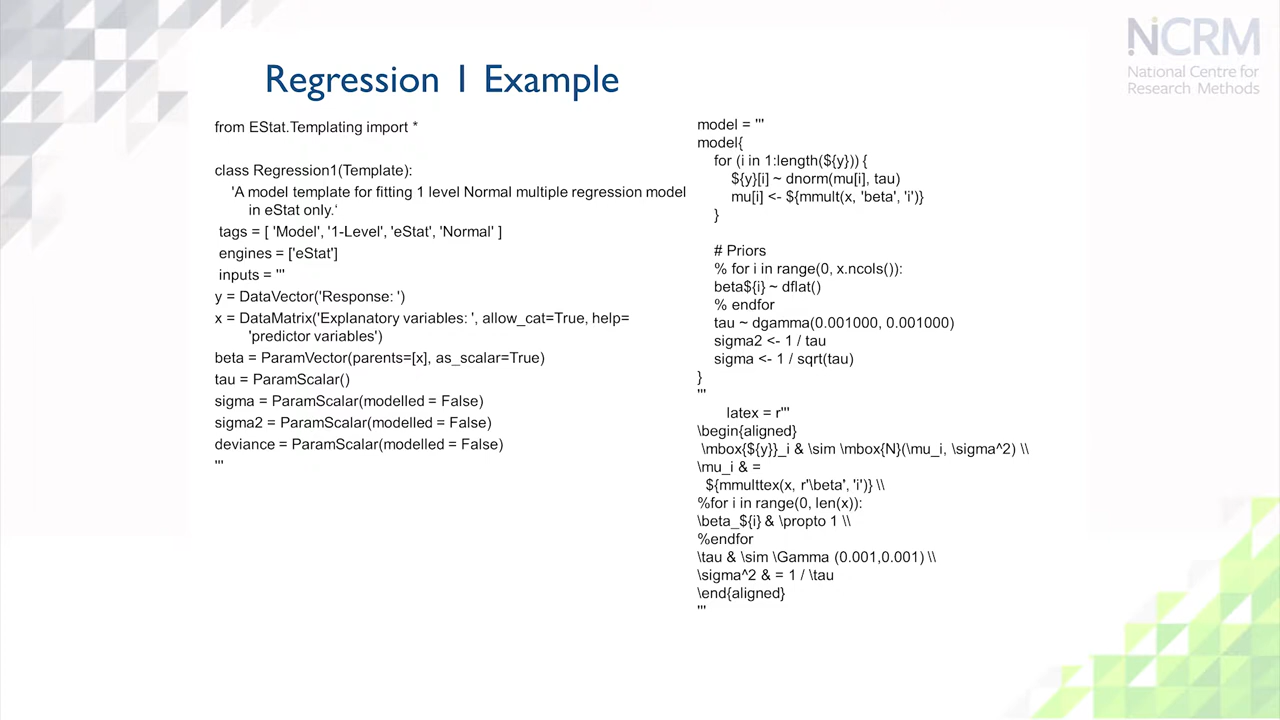 NCRM
National Centre for
Research Methods
Regression 1 Example
from EStat.Templating import *
class Regression1(Template):
'A model template for fitting 1 level Normal multiple regression model
in eStat only.‘
tags = [ 'Model', '1-Level', 'eStat', 'Normal' ]
engines = ['eStat']
inputs = '''
y = DataVector('Response: ')
x = DataMatrix('Explanatory variables: ', allow_cat=True, help=
'predictor variables')
beta = ParamVector(parents=[x], as_scalar=True)
tau = ParamScalar()
sigma = ParamScalar(modelled = False)
sigma2 = ParamScalar(modelled = False)
deviance = ParamScalar(modelled = False)
'''
model = '''
model{
for (i in 1:length(${y})) {
${y}[i] ~ dnorm(mu[i], tau)
mu[i] <- ${mmult(x, 'beta', 'i')}
}
# Priors
% for i in range(0, x.ncols()):
beta${i} ~ dflat()
% endfor
tau ~ dgamma(0.001000, 0.001000)
sigma2 <- 1 / tau
sigma <- 1 / sqrt(tau)
}
'''
latex = r'''
\begin{aligned}
\mbox{${y}}_i & \sim \mbox{N}(\mu_i, \sigma^2) \\
\mu_i & =
${mmulttex(x, r'\beta', 'i')} \\
%for i in range(0, len(x)):
\beta_${i} & \propto 1 \\
%endfor
\tau & \sim \Gamma (0.001,0.001) \\
\sigma^2 & = 1 / \tau
\end{aligned}
'''